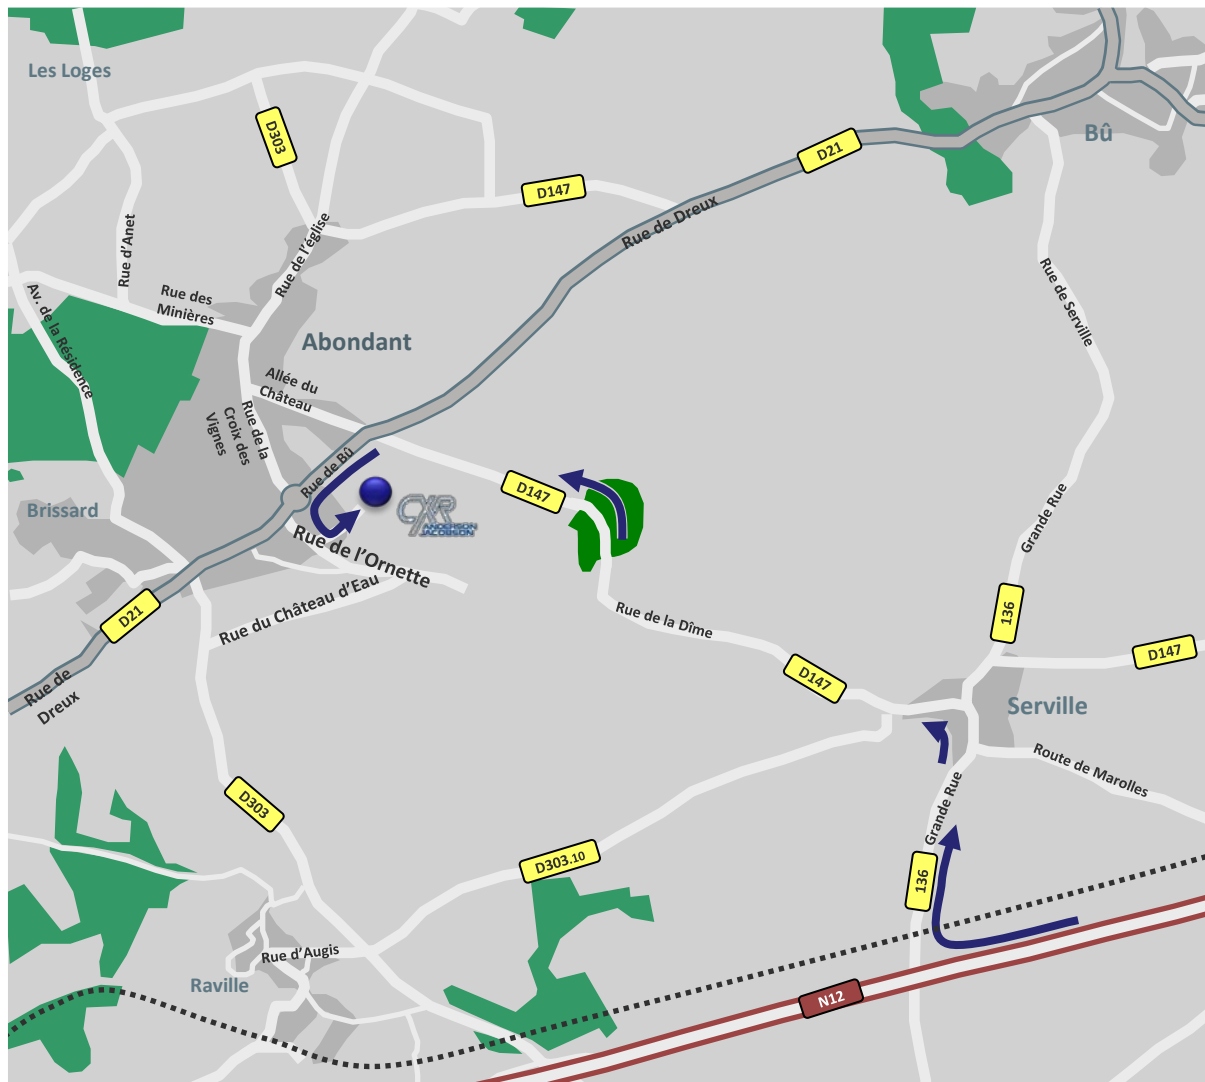 Les Loges
D303
Bû
D21
D147
Rue d'Anet
Rue de l'église
Rue de Dreux
Av. de la Résidence
Rue des
Minières
Rue de Serville
Abondant
Allée du
Château
Rue de la
Croix des
Vignes
Rue de Bû
D147
CXR
ANDERSON
JACOBSON
Brissard
Rue de l'Ornette
Grande Rue
Rue du Château d'Eau
D21
Rue de la Dîme
136
D147
D147
Rue de
Dreux
Serville
Route de Marolles
D303
Grande Rue
D303.10
136
Rue d'Augis
Raville
N12